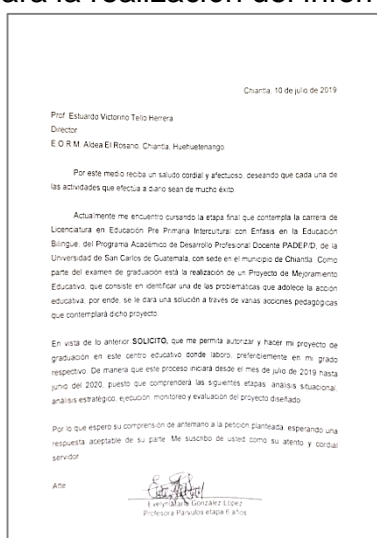 ara la realización del infor
Chiantla, 10 de julio de 2019
Prof. Estuardo Victorino Tello Herrera
Director
E.O.R.M. Aldea El Rosario, Chiantla, Huehuetenango.
Por este medio reciba un saludo cordial y afectuoso, deseando que cada una de
las actividades que efectúa a diario sean de mucho éxito.
Actualmente me encuentro cursando la etapa final que contempla la carrera de
Licenciatura en Educación Pre Primaria Intercultural con Énfasis en la Educación
Bilingüe, del Programa Académico de Desarrollo Profesional Docente PADEP/D, de la
Universidad de San Carlos de Guatemala, con sede en el municipio de Chiantla. Como
parte del examen de graduación está la realización de un Proyecto de Mejoramiento
Educativo, que consiste en identificar una de las problemáticas que adolece la acción
educativa, por ende, se le dará una solución a través de varias acciones pedagógicas
que contemplará dicho proyecto.
En vista de lo anterior SOLICITO, que me permita autorizar y hacer mi proyecto de
graduación en este centro educativo donde laboro, preferiblemente en mi grado
respectivo. De manera que este proceso iniciará desde el mes de julio de 2019 hasta
junio del 2020, puesto que comprenderá las siguientes etapas: análisis situacional,
análisis estratégico, ejecución, monitoreo y evaluación del proyecto diseñado.
Por lo que espero su comprensión de antemano a la petición planteada, esperando una
respuesta aceptable de su parte. Me suscribo de usted como su atento y cordial
servidor.
Atte.
Evelyn María González López
Profesora Párvulos etapa 6 años